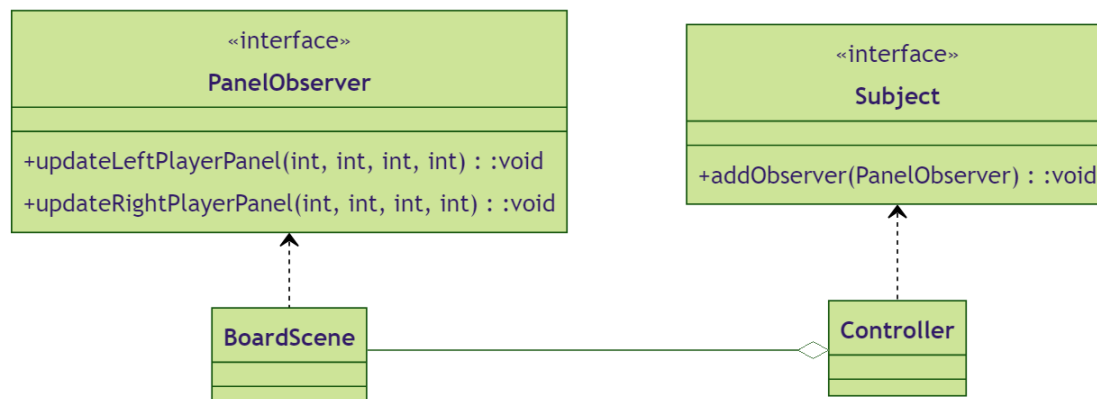 «interface»
PanelObserver
+updateLeftPlayerPanel(int, int, int, int) : :void
+updateRightPlayerPanel(int, int, int, int) : :void
«interface»
Subject
+addObserver(PanelObserver) : :void
BoardScene
Controller